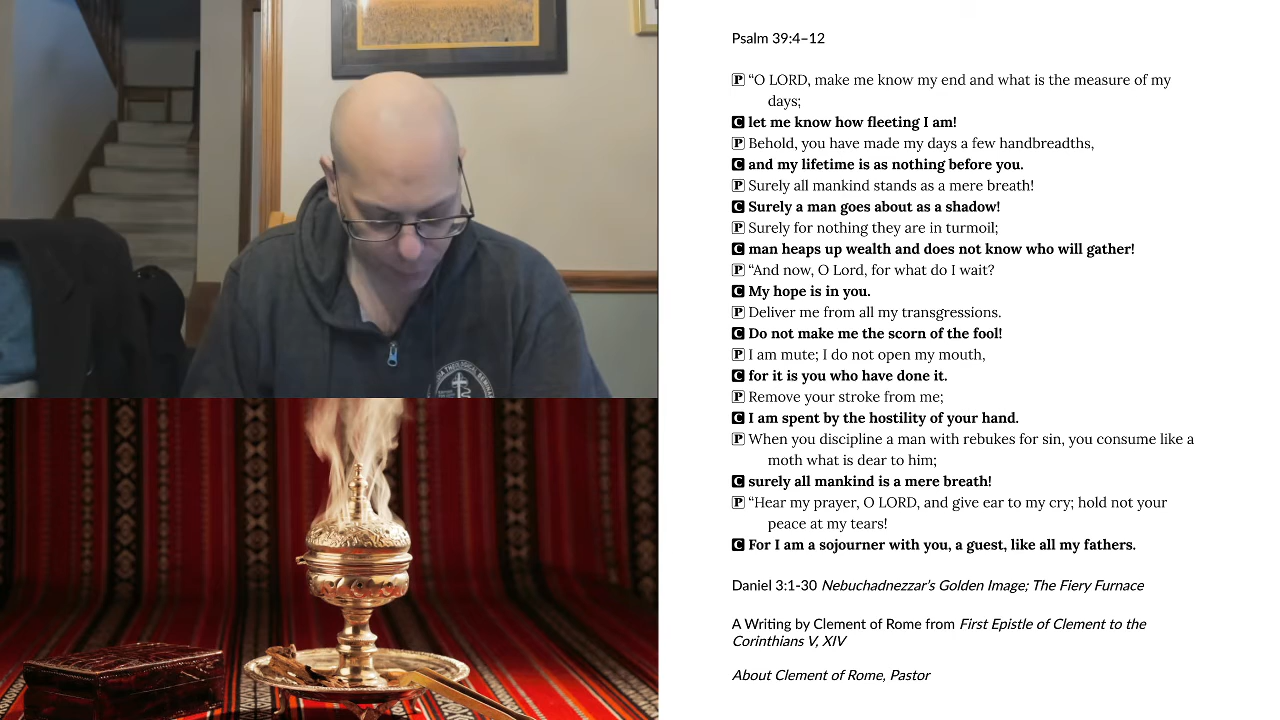 Psalm 39:4–12
P “O LORD, make me know my end and what is the measure of my
days;
C let me know how fleeting I am!
P Behold, you have made my days a few handbreadths,
C and my lifetime is as nothing before you.
P Surely all mankind stands as a mere breath!
C Surely a man goes about as a shadow!
P Surely for nothing they are in turmoil;
C man heaps up wealth and does not know who will gather!
P “And now, O Lord, for what do I wait?
C My hope is in you.
P Deliver me from all my transgressions.
C Do not make me the scorn of the fool!
P I am mute; I do not open my mouth,
C for it is you who have done it.
P Remove your stroke from me;
C I am spent by the hostility of your hand.
P When you discipline a man with rebukes for sin, you consume like a
moth what is dear to him;
C surely all mankind is a mere breath!
P “Hear my prayer, O LORD, and give ear to my cry; hold not your
peace at my tears!
C For I am a sojourner with you, a guest, like all my fathers.
Daniel 3:1-30 Nebuchadnezzar’s Golden Image; The Fiery Furnace
A Writing by Clement of Rome from First Epistle of Clement to the
Corinthians V, XIV
About Clement of Rome, Pastor
THEOLOGICAL